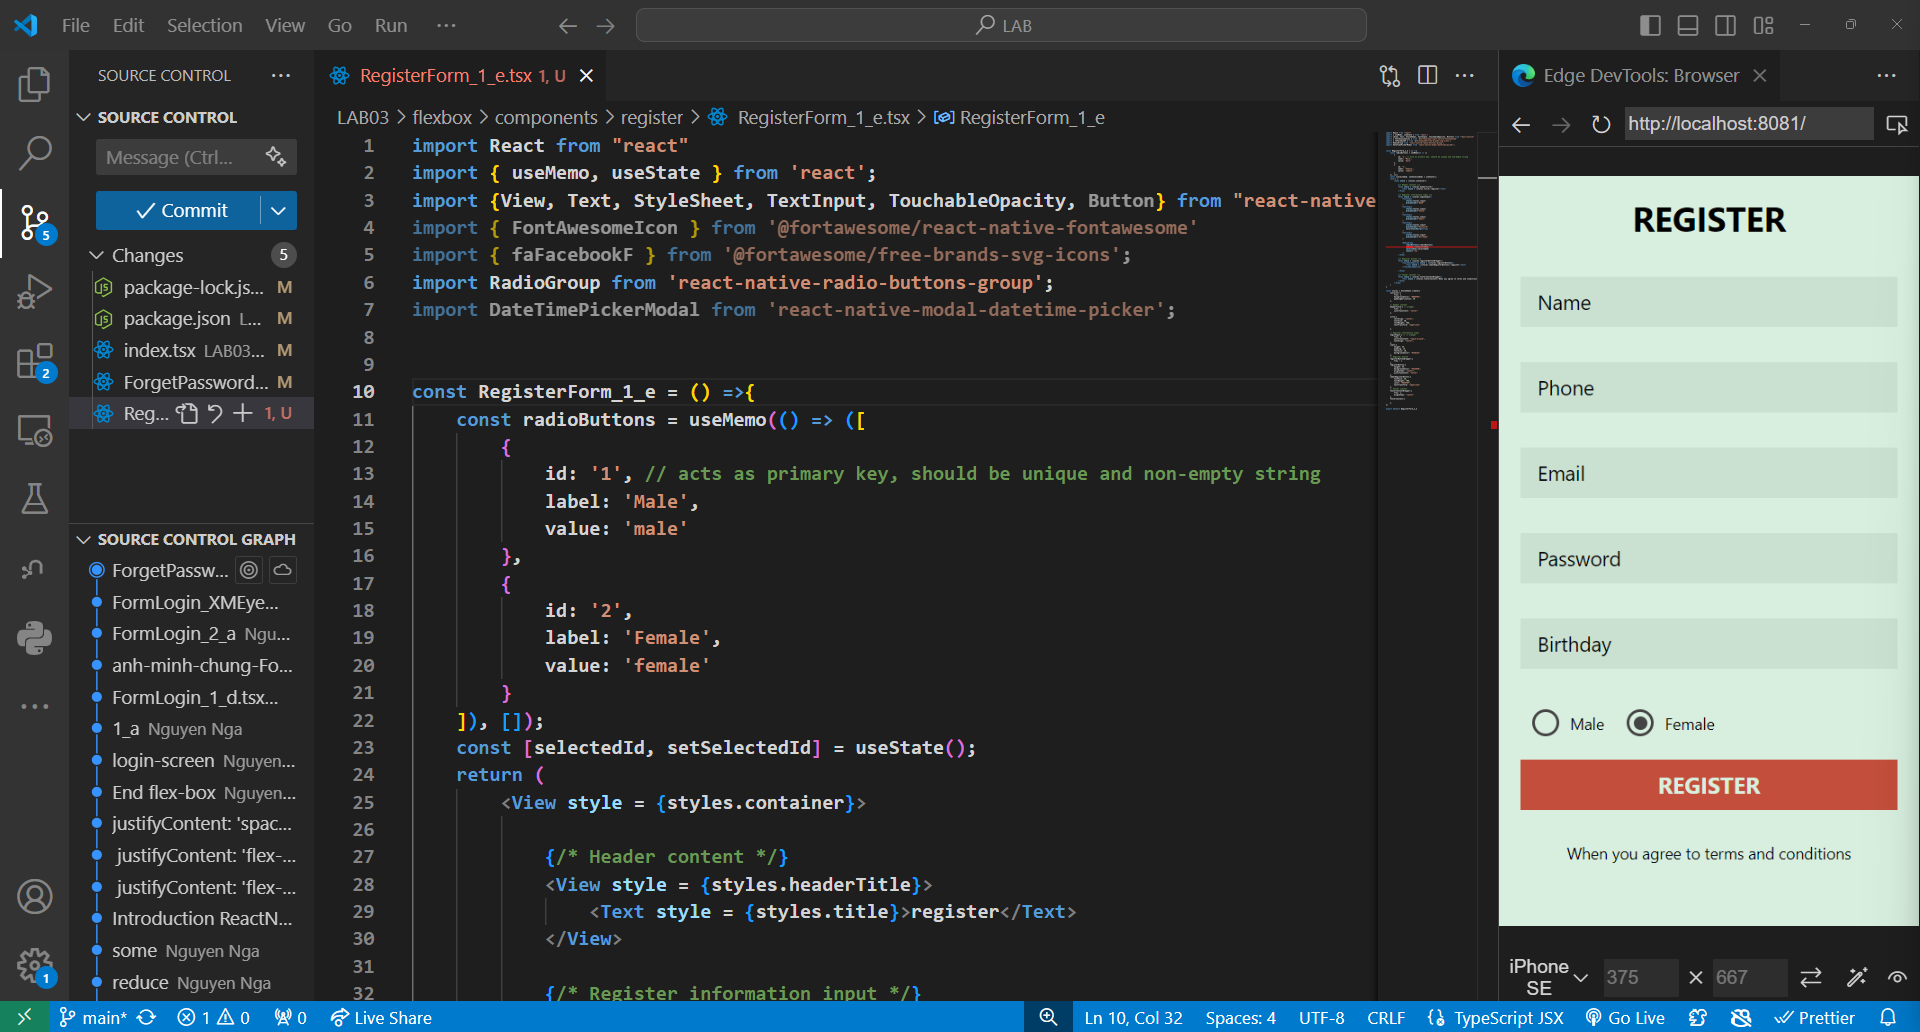 File Edit Selection View Go Run ···
LAB
SOURCE CONTROL ···
SOURCE CONTROL
Message (Ctrl...
Commit
Changes 5
package-lock.js... M
package.json L... M
index.tsx LAB03... M
ForgetPassword... M
Reg... 1, U
5
2
1
SOURCE CONTROL GRAPH
ForgetPassw...
FormLogin_XMEye...
FormLogin_2_a Ngu...
anh-minh-chung-Fo...
FormLogin_1_d.tsx...
1_a Nguyen Nga
login-screen Nguyen...
End flex-box Nguyen...
justifyContent: 'spac...
justifyContent: 'flex-...
justifyContent: 'flex-...
Introduction ReactN...
some Nguyen Nga
reduce Nguyen Nga
RegisterForm_1_e.tsx 1, U
LAB03 > flexbox > components > register > RegisterForm_1_e.tsx > RegisterForm_1_e
1 import React from "react"
2 import { useMemo, useState } from 'react';
3 import {View, Text, StyleSheet, TextInput, TouchableOpacity, Button} from "react-native
4 import { FontAwesomeIcon } from '@fortawesome/react-native-fontawesome'
5 import { faFacebookF } from '@fortawesome/free-brands-svg-icons';
6 import RadioGroup from 'react-native-radio-buttons-group';
7 import DateTimePickerModal from 'react-native-modal-datetime-picker';
8
9
10 const RegisterForm_1_e = () =>{
11 const radioButtons = useMemo(() => ([
12 {
13 id: '1', // acts as primary key, should be unique and non-empty string
14 label: 'Male',
15 value: 'male'
16 },
17 {
18 id: '2',
19 label: 'Female',
20 value: 'female'
21 }
22 ]), []);
23 const [selectedId, setSelectedId] = useState();
24 return (
25 <View style = {styles.container}>
26
27 {/* Header content */}
28 <View style = {styles.headerTitle}>
29 <Text style = {styles.title}>register</Text>
30 </View>
31
32 {/* Register information input */}
Edge DevTools: Browser
http://localhost:8081/
REGISTER
Name
Phone
Email
Password
Birthday
Male Female
REGISTER
When you agree to terms and conditions
iPhone SE 375 × 667
main* 1 0 0 Live Share Ln 10, Col 32 Spaces: 4 UTF-8 CRLF {} TypeScript JSX Go Live Prettier